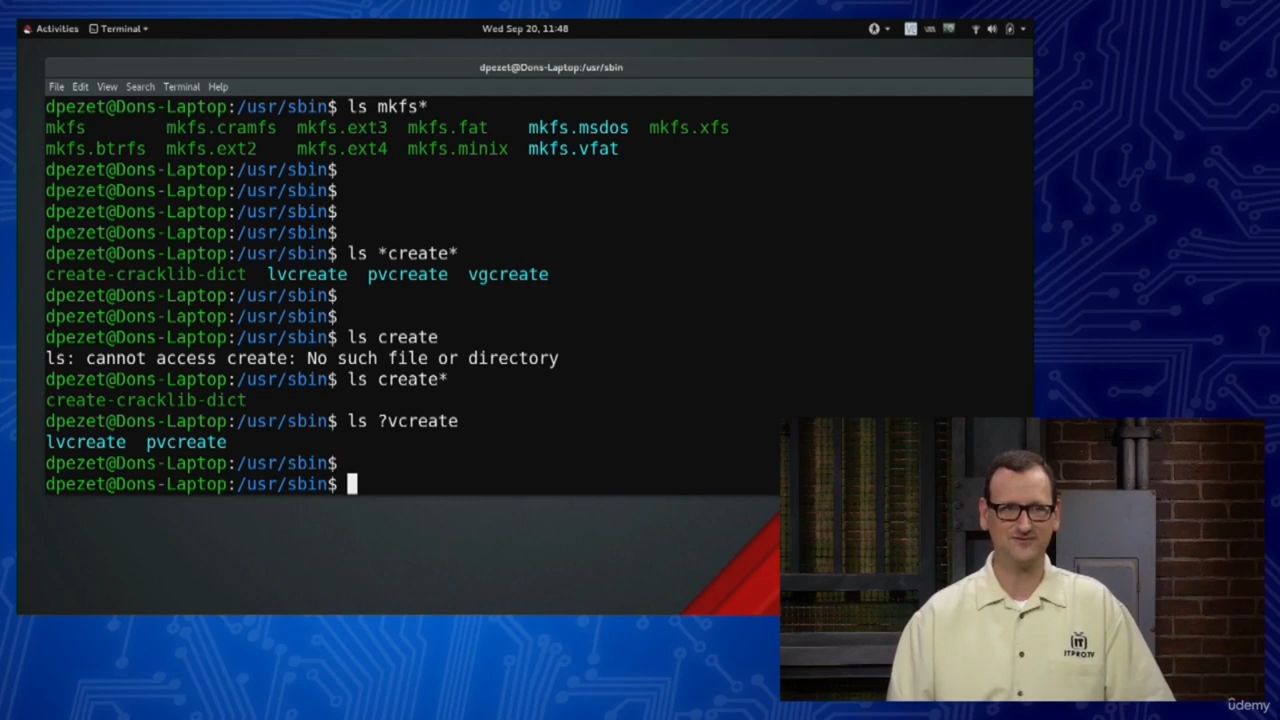 Activities Terminal Wed Sep 20, 11:48
dpezet@Dons-Laptop:/usr/sbin
File Edit View Search Terminal Help
dpezet@Dons-Laptop:/usr/sbin$ ls mkfs*
mkfs mkfs.cramfs mkfs.ext3 mkfs.fat mkfs.msdos mkfs.xfs
mkfs.btrfs mkfs.ext2 mkfs.ext4 mkfs.minix mkfs.vfat
dpezet@Dons-Laptop:/usr/sbin$
dpezet@Dons-Laptop:/usr/sbin$
dpezet@Dons-Laptop:/usr/sbin$
dpezet@Dons-Laptop:/usr/sbin$
dpezet@Dons-Laptop:/usr/sbin$ ls *create*
create-cracklib-dict lvcreate pvcreate vgcreate
dpezet@Dons-Laptop:/usr/sbin$
dpezet@Dons-Laptop:/usr/sbin$
dpezet@Dons-Laptop:/usr/sbin$ ls create
ls: cannot access create: No such file or directory
dpezet@Dons-Laptop:/usr/sbin$ ls create*
create-cracklib-dict
dpezet@Dons-Laptop:/usr/sbin$ ls ?vcreate
lvcreate pvcreate
dpezet@Dons-Laptop:/usr/sbin$
dpezet@Dons-Laptop:/usr/sbin$
IT
ITPROTV
ûdemy